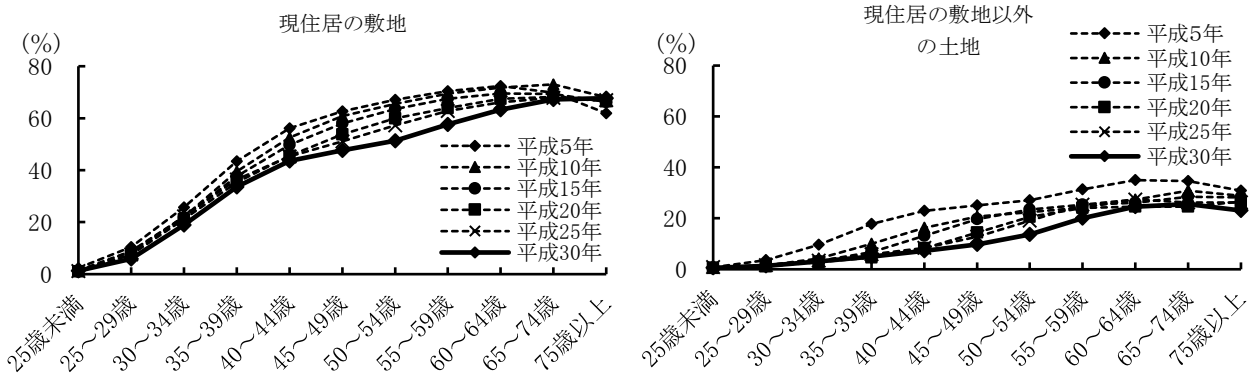 現住居の敷地
(%)
80
60
40
20
0
平成5年
平成10年
平成15年
平成20年
平成25年
平成30年
25歳未満
25～29歳
30～34歳
35～39歳
40～44歳
45～49歳
50～54歳
55～59歳
60～64歳
65～74歳
75歳以上
現住居の敷地以外
の土地
(%)
80
60
40
20
0
平成5年
平成10年
平成15年
平成20年
平成25年
平成30年
25歳未満
25～29歳
30～34歳
35～39歳
40～44歳
45～49歳
50～54歳
55～59歳
60～64歳
65～74歳
75歳以上